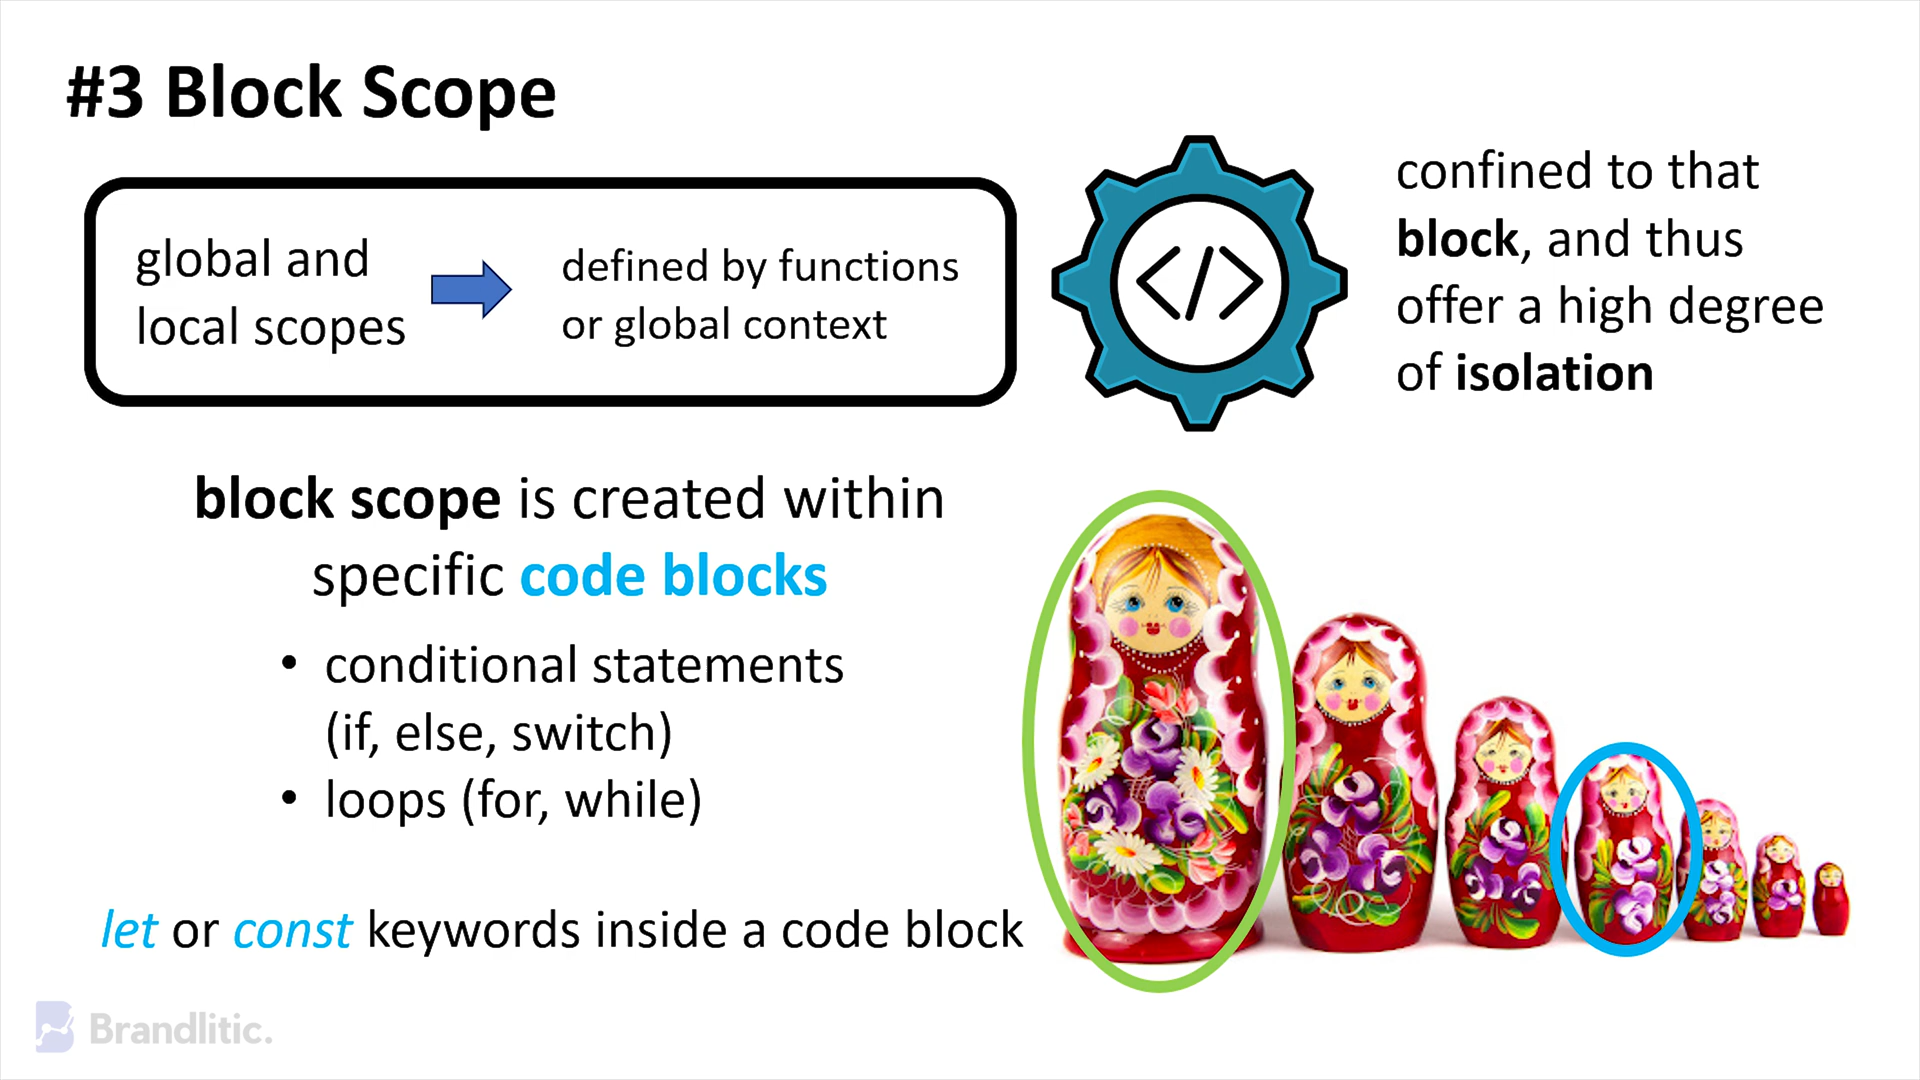 #3 Block Scope
global and
local scopes
defined by functions
or global context
</>
confined to that
block, and thus
offer a high degree
of isolation
block scope is created within
specific code blocks
• conditional statements
(if, else, switch)
• loops (for, while)
let or const keywords inside a code block
Brandlitic.